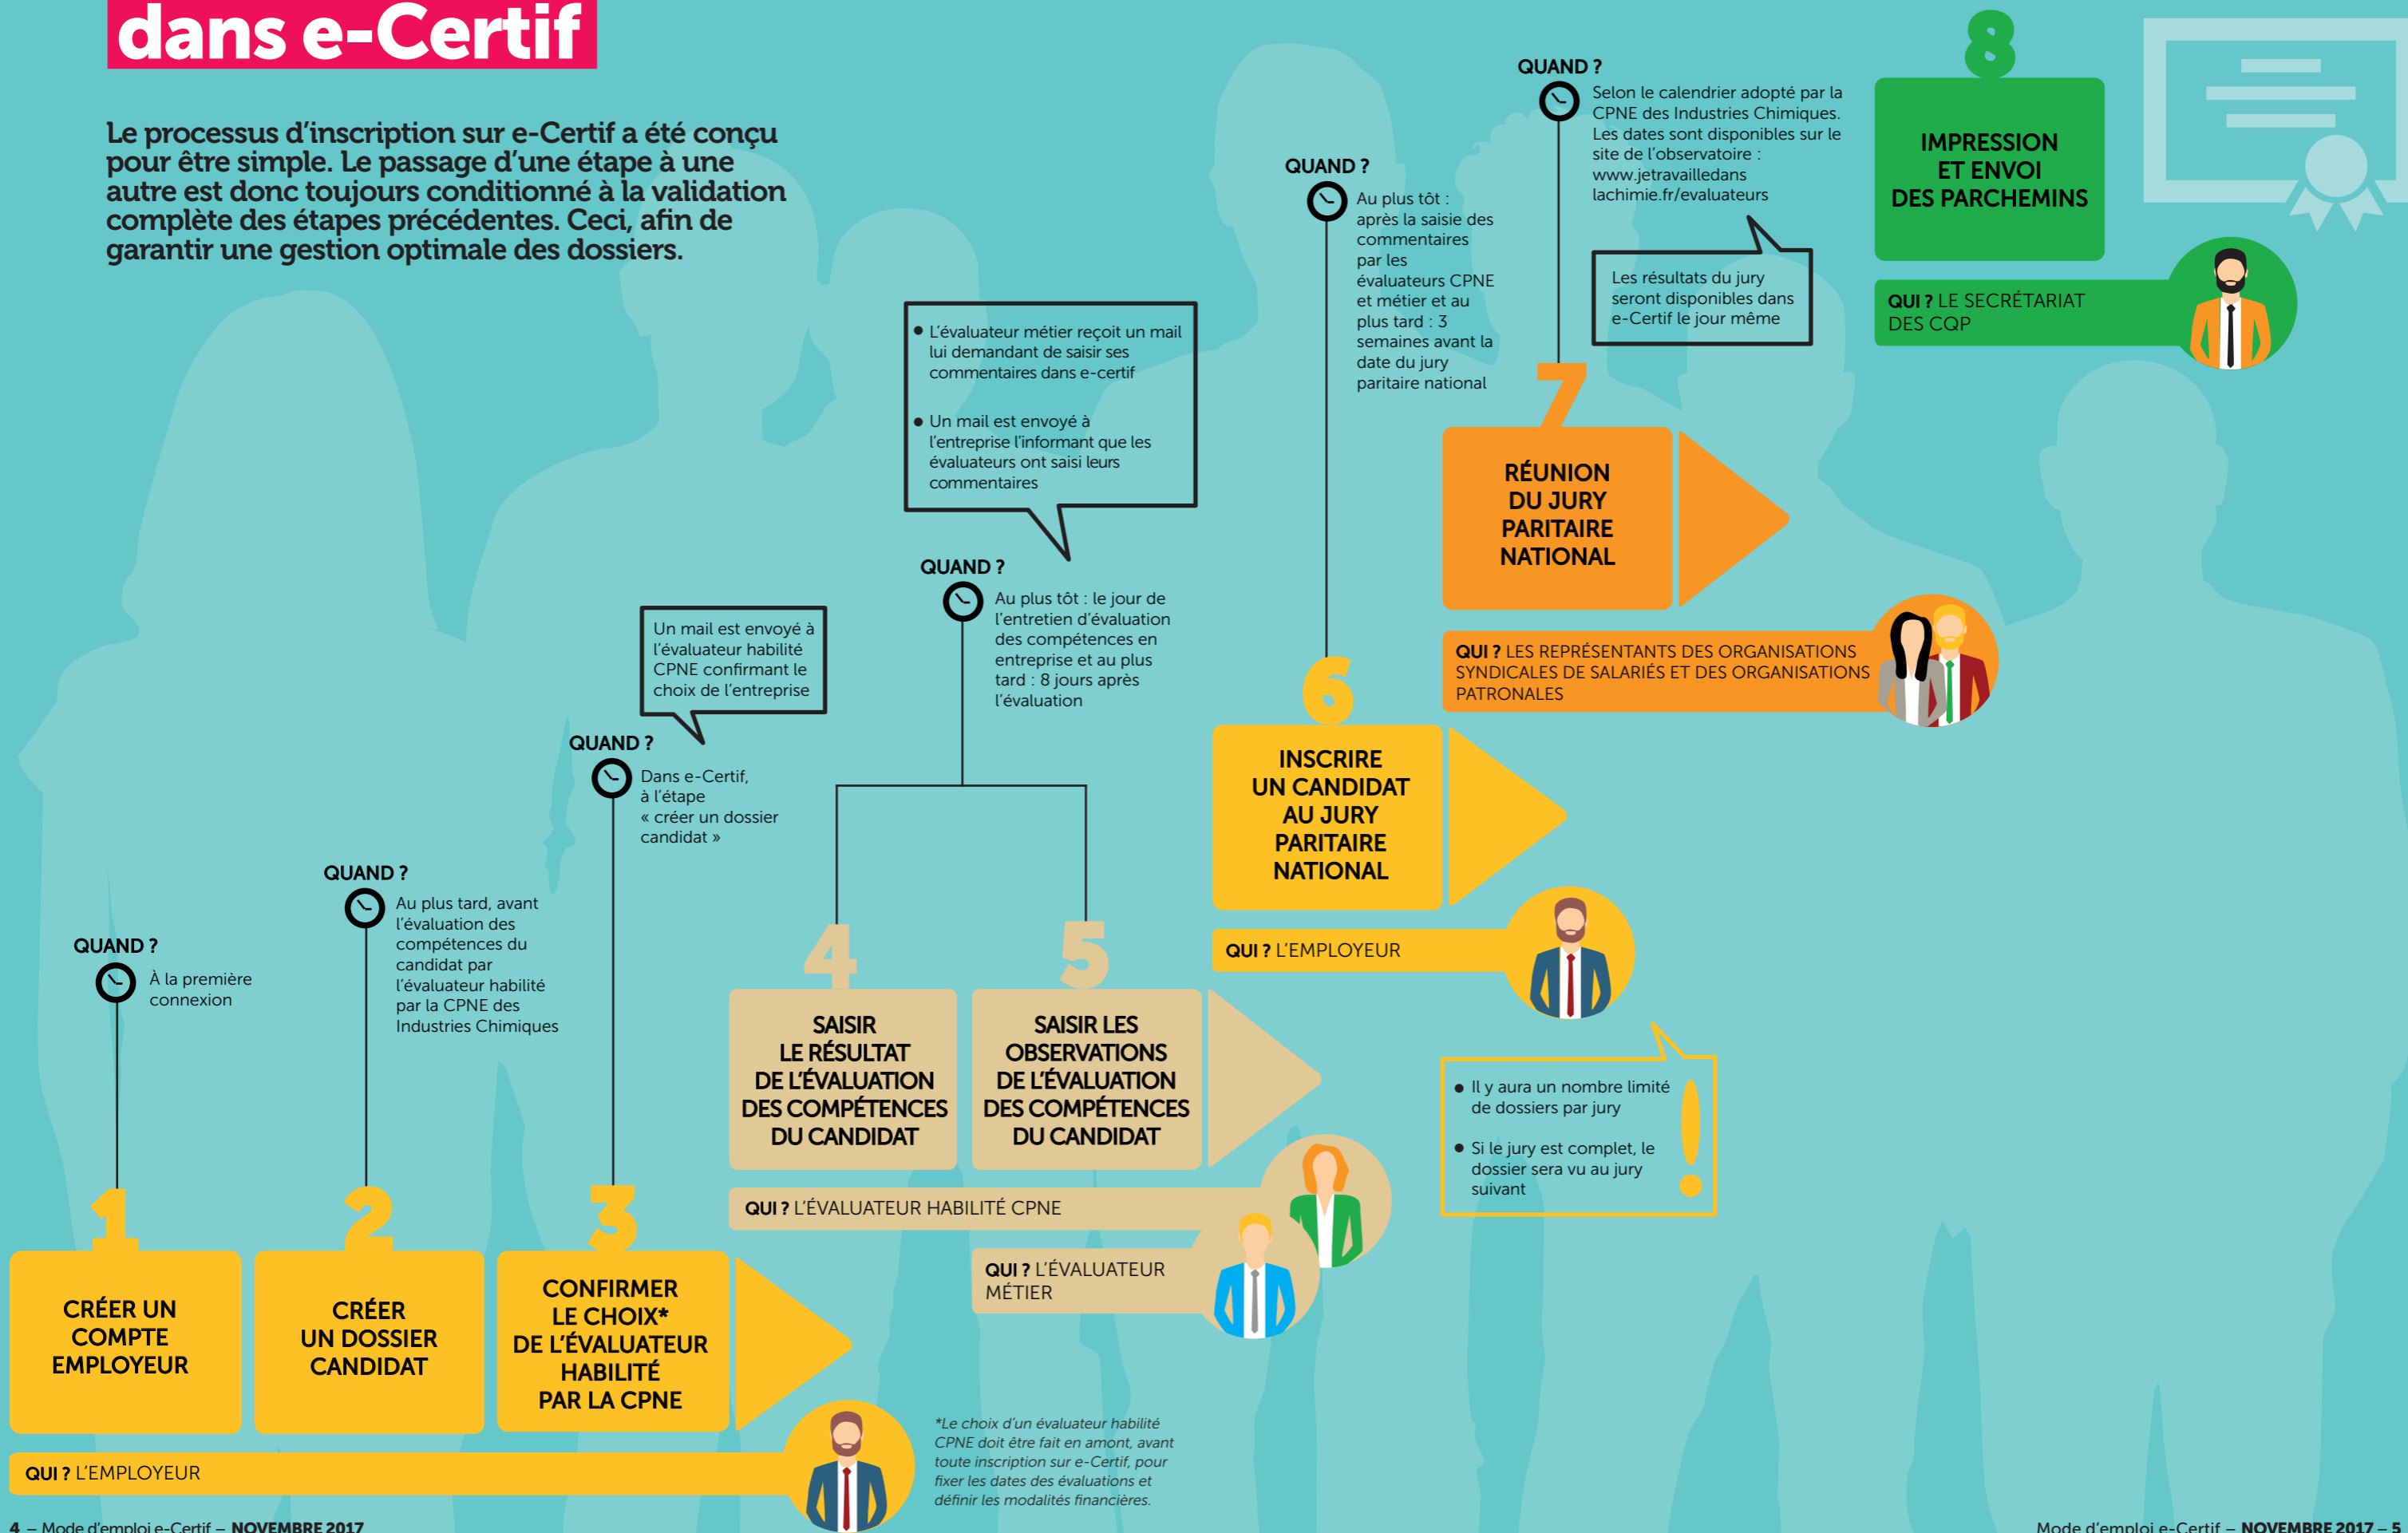 dans e-Certif
Le processus d’inscription sur e-Certif a été conçu
pour être simple. Le passage d’une étape à une
autre est donc toujours conditionné à la validation
complète des étapes précédentes. Ceci, afin de
garantir une gestion optimale des dossiers.
QUAND ?
À la première
connexion
1
CRÉER UN
COMPTE
EMPLOYEUR
QUAND ?
Au plus tard, avant
l’évaluation des
compétences du
candidat par
l’évaluateur habilité
par la CPNE des
Industries Chimiques
2
CRÉER
UN DOSSIER
CANDIDAT
Un mail est envoyé à
l’évaluateur habilité
CPNE confirmant le
choix de l’entreprise
QUAND ?
Dans e-Certif,
à l’étape
« créer un dossier
candidat »
3
CONFIRMER
LE CHOIX*
DE L’ÉVALUATEUR
HABILITÉ
PAR LA CPNE
QUI ? L’EMPLOYEUR
*Le choix d’un évaluateur habilité
CPNE doit être fait en amont, avant
toute inscription sur e-Certif, pour
fixer les dates des évaluations et
définir les modalités financières.
● L’évaluateur métier reçoit un mail
lui demandant de saisir ses
commentaires dans e-certif
● Un mail est envoyé à
l’entreprise l’informant que les
évaluateurs ont saisi leurs
commentaires
QUAND ?
Au plus tôt : le jour de
l’entretien d’évaluation
des compétences en
entreprise et au plus
tard : 8 jours après
l’évaluation
4
SAISIR
LE RÉSULTAT
DE L’ÉVALUATION
DES COMPÉTENCES
DU CANDIDAT
5
SAISIR LES
OBSERVATIONS
DE L’ÉVALUATION
DES COMPÉTENCES
DU CANDIDAT
QUI ? L’ÉVALUATEUR HABILITÉ CPNE
QUI ? L’ÉVALUATEUR
MÉTIER
QUAND ?
Au plus tôt :
après la saisie des
commentaires
par les
évaluateurs CPNE
et métier et au
plus tard : 3
semaines avant la
date du jury
paritaire national
6
INSCRIRE
UN CANDIDAT
AU JURY
PARITAIRE
NATIONAL
QUI ? L’EMPLOYEUR
● Il y aura un nombre limité
de dossiers par jury
● Si le jury est complet, le
dossier sera vu au jury
suivant
!
QUAND ?
Selon le calendrier adopté par la
CPNE des Industries Chimiques.
Les dates sont disponibles sur le
site de l’observatoire :
www.jetravailledans
lachimie.fr/evaluateurs
Les résultats du jury
seront disponibles dans
e-Certif le jour même
7
RÉUNION
DU JURY
PARITAIRE
NATIONAL
QUI ? LES REPRÉSENTANTS DES ORGANISATIONS
SYNDICALES DE SALARIÉS ET DES ORGANISATIONS
PATRONALES
8
IMPRESSION
ET ENVOI
DES PARCHEMINS
QUI ? LE SECRÉTARIAT
DES CQP
4 – Mode d’emploi e-Certif – NOVEMBRE 2017
Mode d’emploi e-Certif – NOVEMBRE 2017 – 5